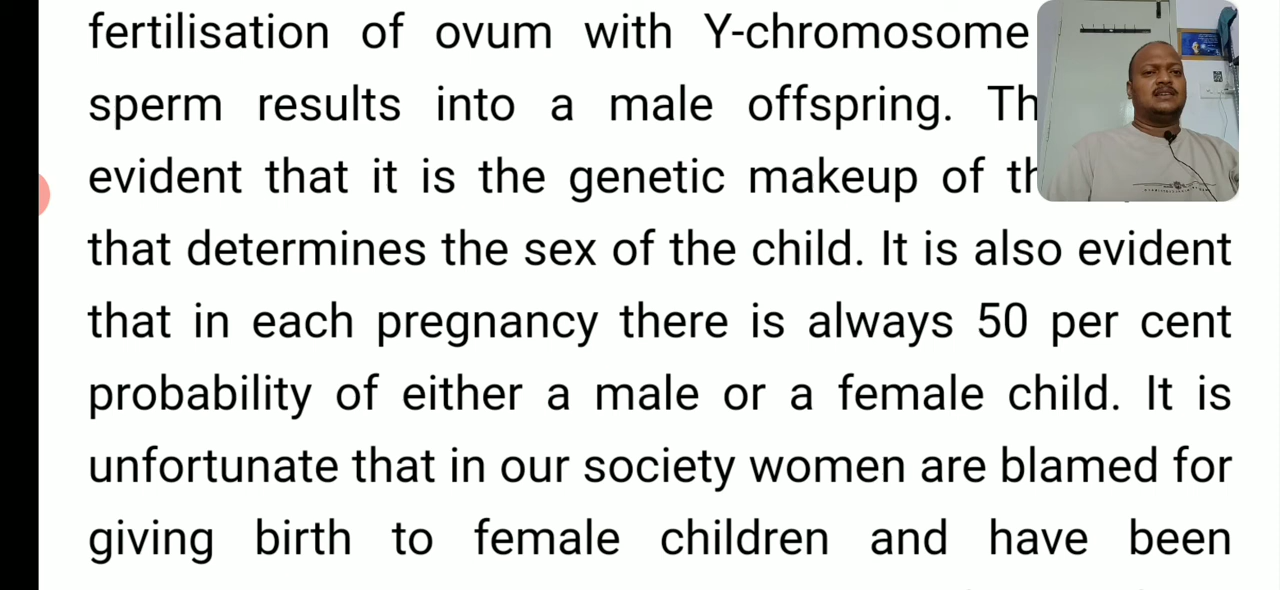 fertilisation of ovum with Y-chromosome
sperm results into a male offspring.
evident that it is the genetic makeup of
that determines the sex of the child. It is also evident
that in each pregnancy there is always 50 per cent
probability of either a male or a female child. It is
unfortunate that in our society women are blamed for
giving birth to female children and have been